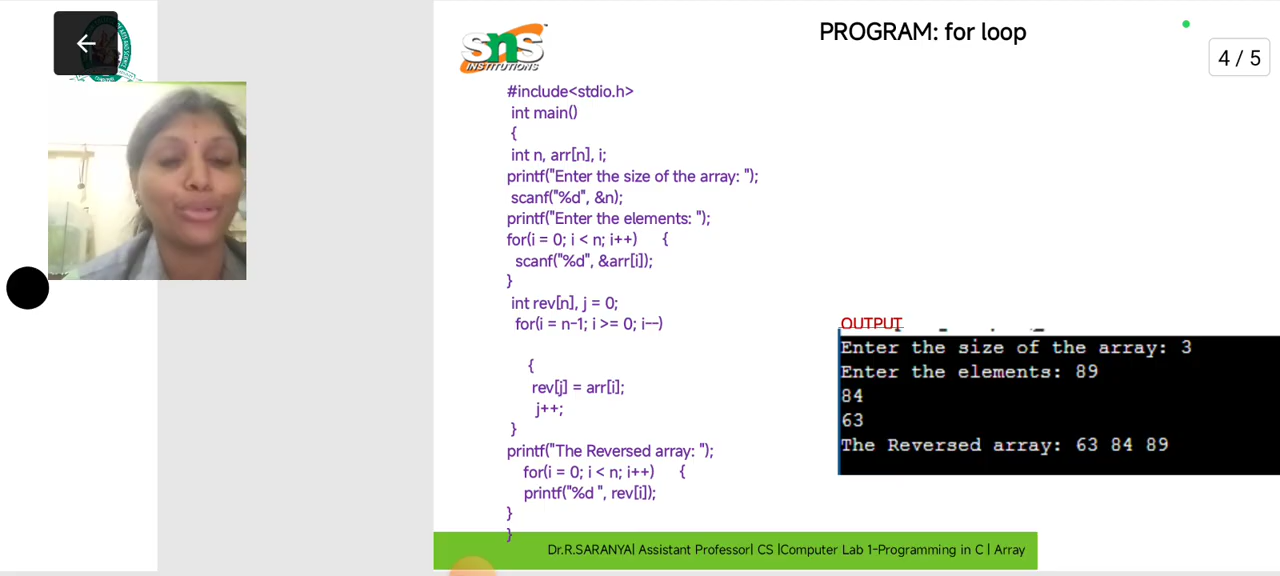 SNS
INSTITUTIONS
PROGRAM: for loop
4 / 5
#include<stdio.h>
int main()
{
int n, arr[n], i;
printf("Enter the size of the array: ");
scanf("%d", &n);
printf("Enter the elements: ");
for(i = 0; i < n; i++) {
scanf("%d", &arr[i]);
}
int rev[n], j = 0;
for(i = n-1; i >= 0; i--)
{
rev[j] = arr[i];
j++;
}
printf("The Reversed array: ");
for(i = 0; i < n; i++) {
printf("%d ", rev[i]);
}
}
OUTPUT
Enter the size of the array: 3
Enter the elements: 89
84
63
The Reversed array: 63 84 89
Dr.R.SARANYA| Assistant Professor| CS |Computer Lab 1-Programming in C | Array